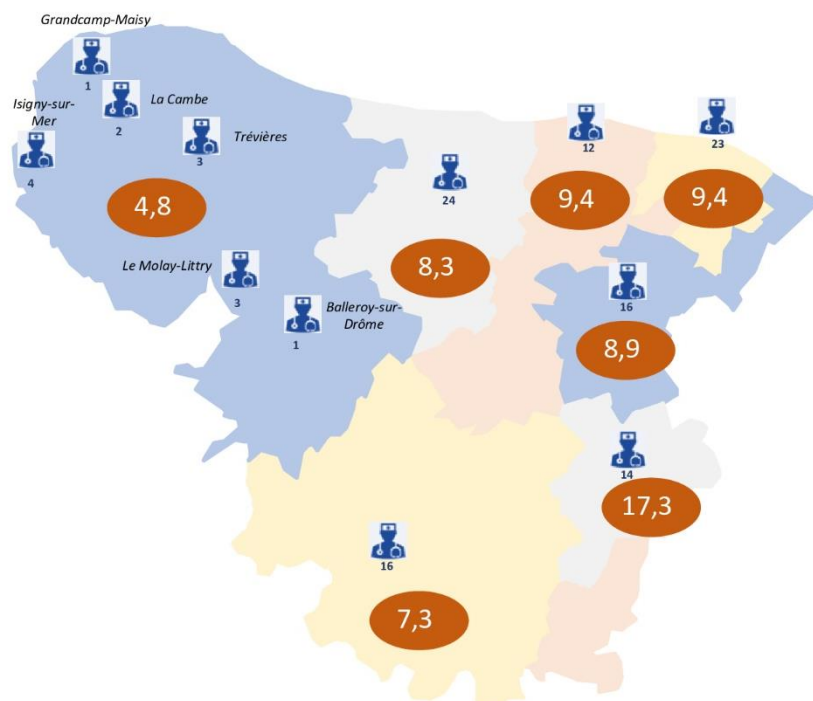 Grandcamp-Maisy
1
La Cambe
2
Isigny-sur-
Mer
4
Trévières
3
4,8
Le Molay-Littry
3
Balleroy-sur-
Drôme
1
24
8,3
12
9,4
23
9,4
16
8,9
14
17,3
16
7,3